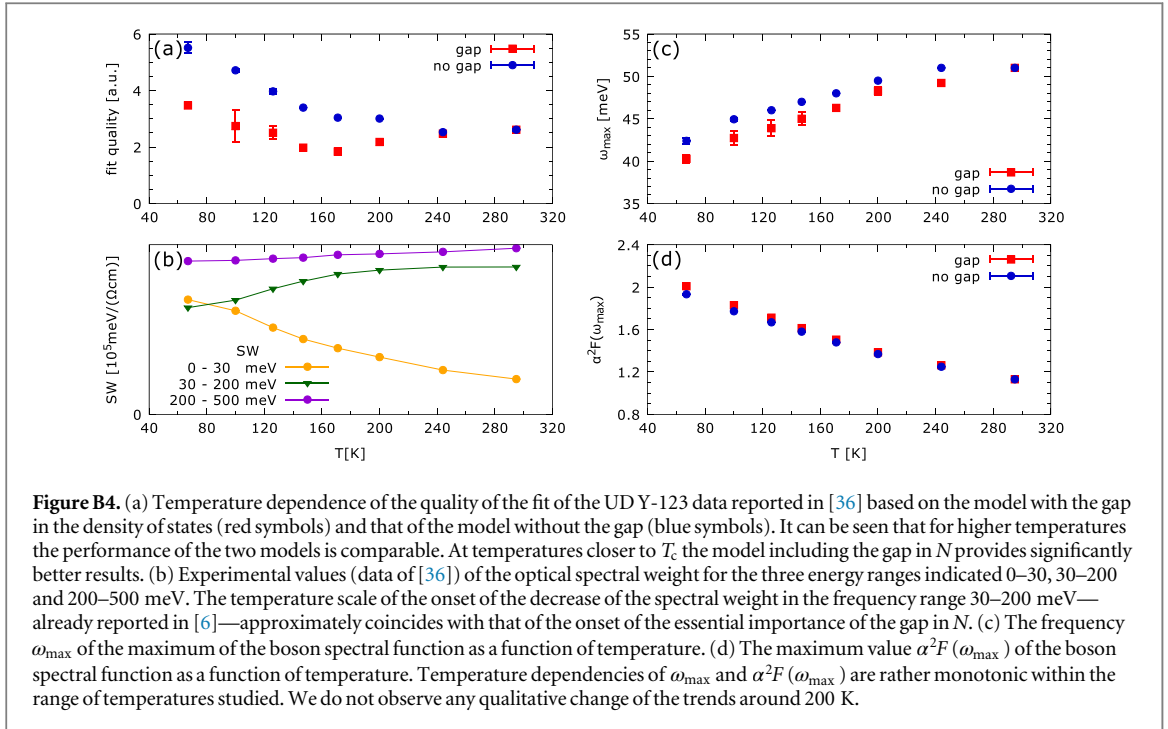 (a)
gap
no gap
fit quality [a.u.]
6
4
2
0
40 80 120 160 200 240 280 320
(c)
gap
no gap
ω_max [meV]
55
50
45
40
35
40 80 120 160 200 240 280 320
(b)
SW [10⁵meV/(Ωcm)]
0
SW
0 - 30 meV
30 - 200 meV
200 - 500 meV
40 80 120 160 200 240 280 320
T[K]
(d)
gap
no gap
α²F(ω_max)
2.4
2
1.6
1.2
0.8
40 80 120 160 200 240 280 320
T [K]
Figure B4. (a) Temperature dependence of the quality of the fit of the UD Y-123 data reported in [36] based on the model with the gap
in the density of states (red symbols) and that of the model without the gap (blue symbols). It can be seen that for higher temperatures
the performance of the two models is comparable. At temperatures closer to T_c the model including the gap in N provides significantly
better results. (b) Experimental values (data of [36]) of the optical spectral weight for the three energy ranges indicated 0–30, 30–200
and 200–500 meV. The temperature scale of the onset of the decrease of the spectral weight in the frequency range 30–200 meV—
already reported in [6]—approximately coincides with that of the onset of the essential importance of the gap in N. (c) The frequency
ω_max of the maximum of the boson spectral function as a function of temperature. (d) The maximum value α²F (ω_max ) of the boson
spectral function as a function of temperature. Temperature dependencies of ω_max and α²F (ω_max ) are rather monotonic within the
range of temperatures studied. We do not observe any qualitative change of the trends around 200 K.